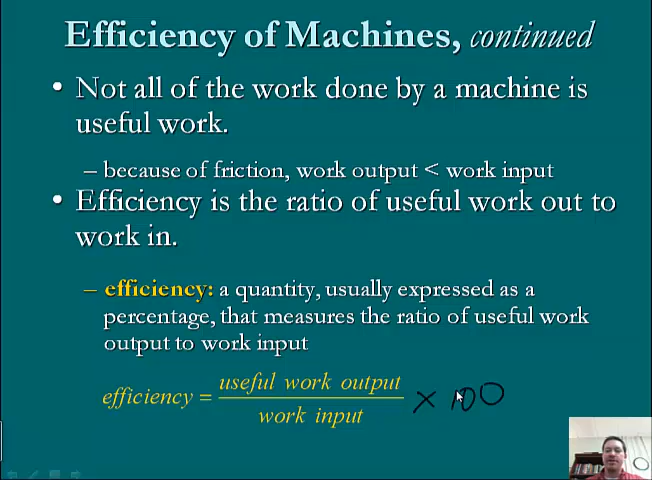 Efficiency of Machines, continued
• Not all of the work done by a machine is
useful work.
– because of friction, work output < work input
• Efficiency is the ratio of useful work out to
work in.
– efficiency: a quantity, usually expressed as a
percentage, that measures the ratio of useful work
output to work input
efficiency = useful work output
work input
× 100